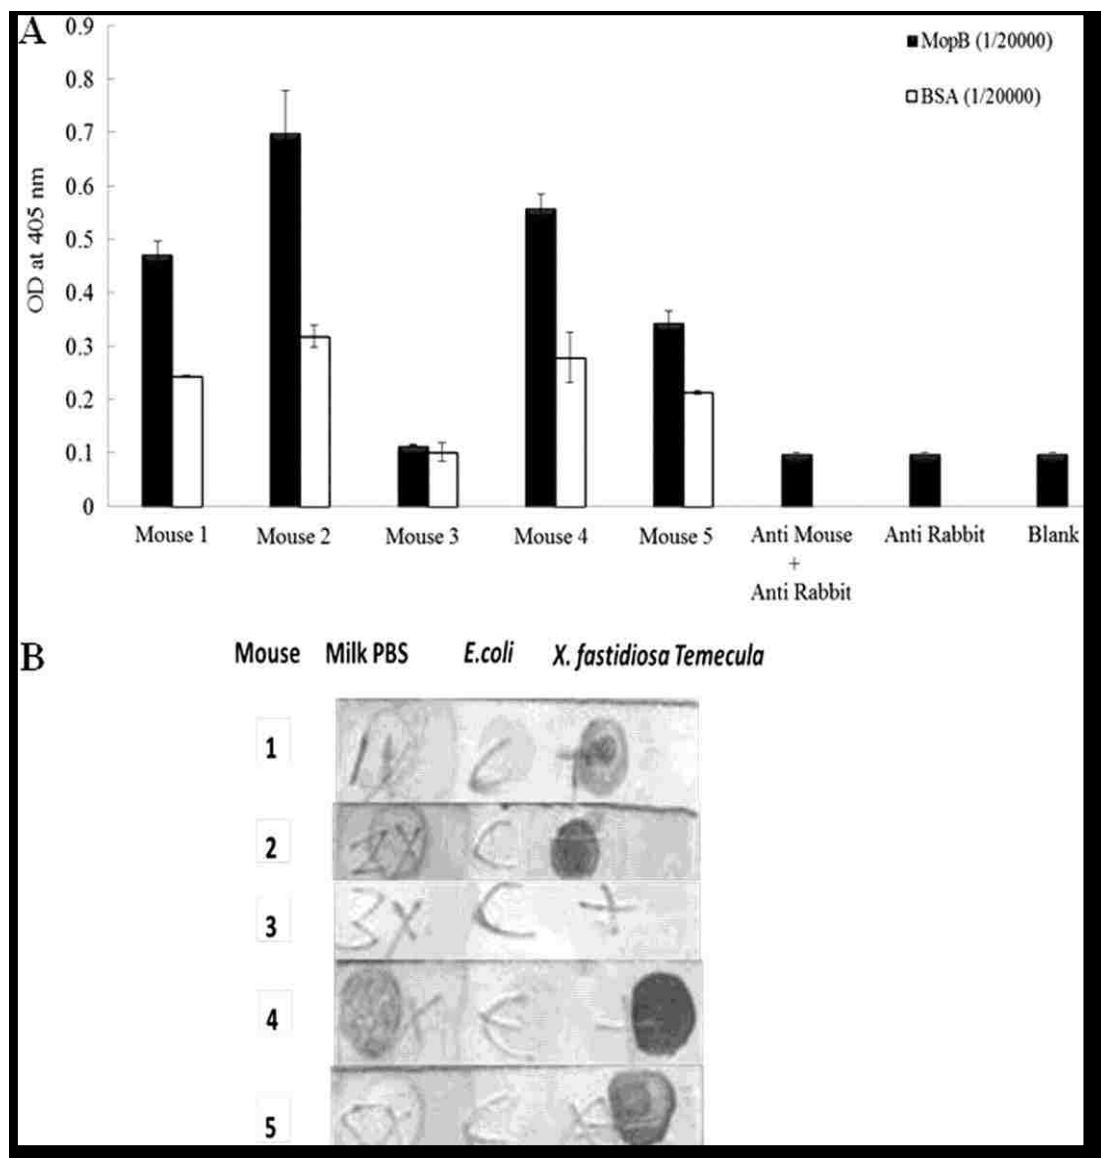 A
0.9
0.8
0.7
0.6
0.5
0.4
0.3
0.2
0.1
0
OD at 405 nm
MopB (1/20000)
BSA (1/20000)
Mouse 1 Mouse 2 Mouse 3 Mouse 4 Mouse 5 Anti Mouse + Anti Rabbit Anti Rabbit Blank
B
Mouse Milk PBS E.coli X. fastidiosa Temecula
1 C +
2 2X C
3 3X C +
4 X C
5 C X